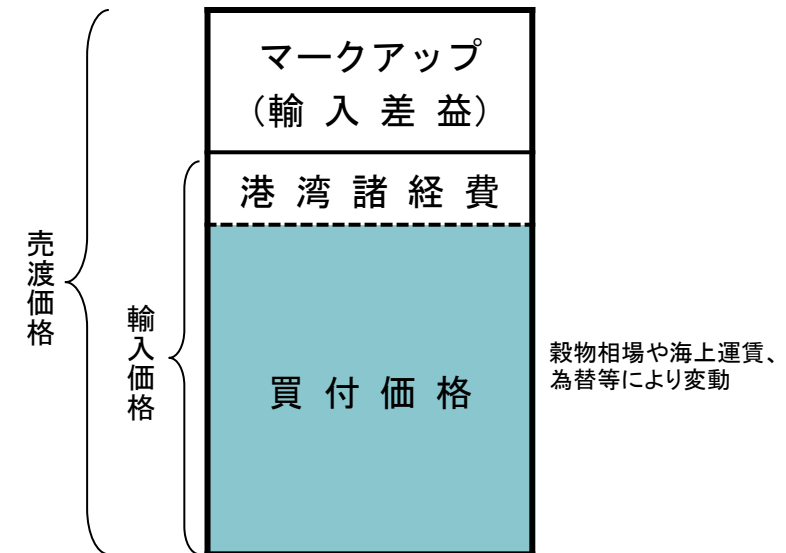 マークアップ
（輸入差益）
港湾諸経費
売渡価格
輸入価格
買付価格
穀物相場や海上運賃、
為替等により変動